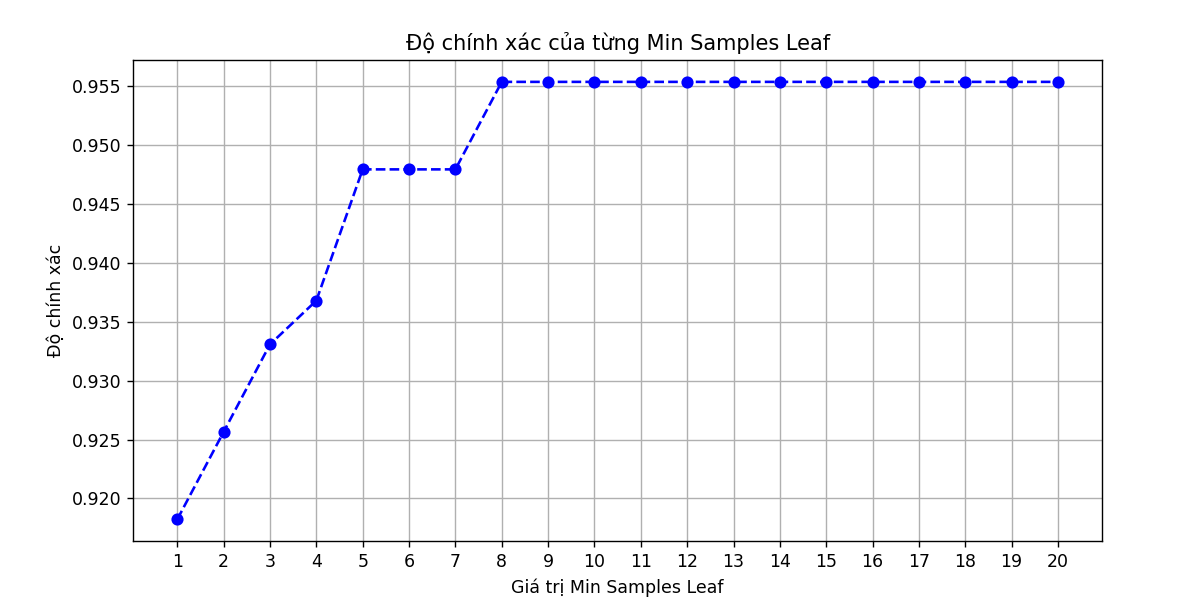 Độ chính xác của từng Min Samples Leaf
0.955
0.950
0.945
0.940
0.935
0.930
0.925
0.920
Độ chính xác
1 2 3 4 5 6 7 8 9 10 11 12 13 14 15 16 17 18 19 20
Giá trị Min Samples Leaf